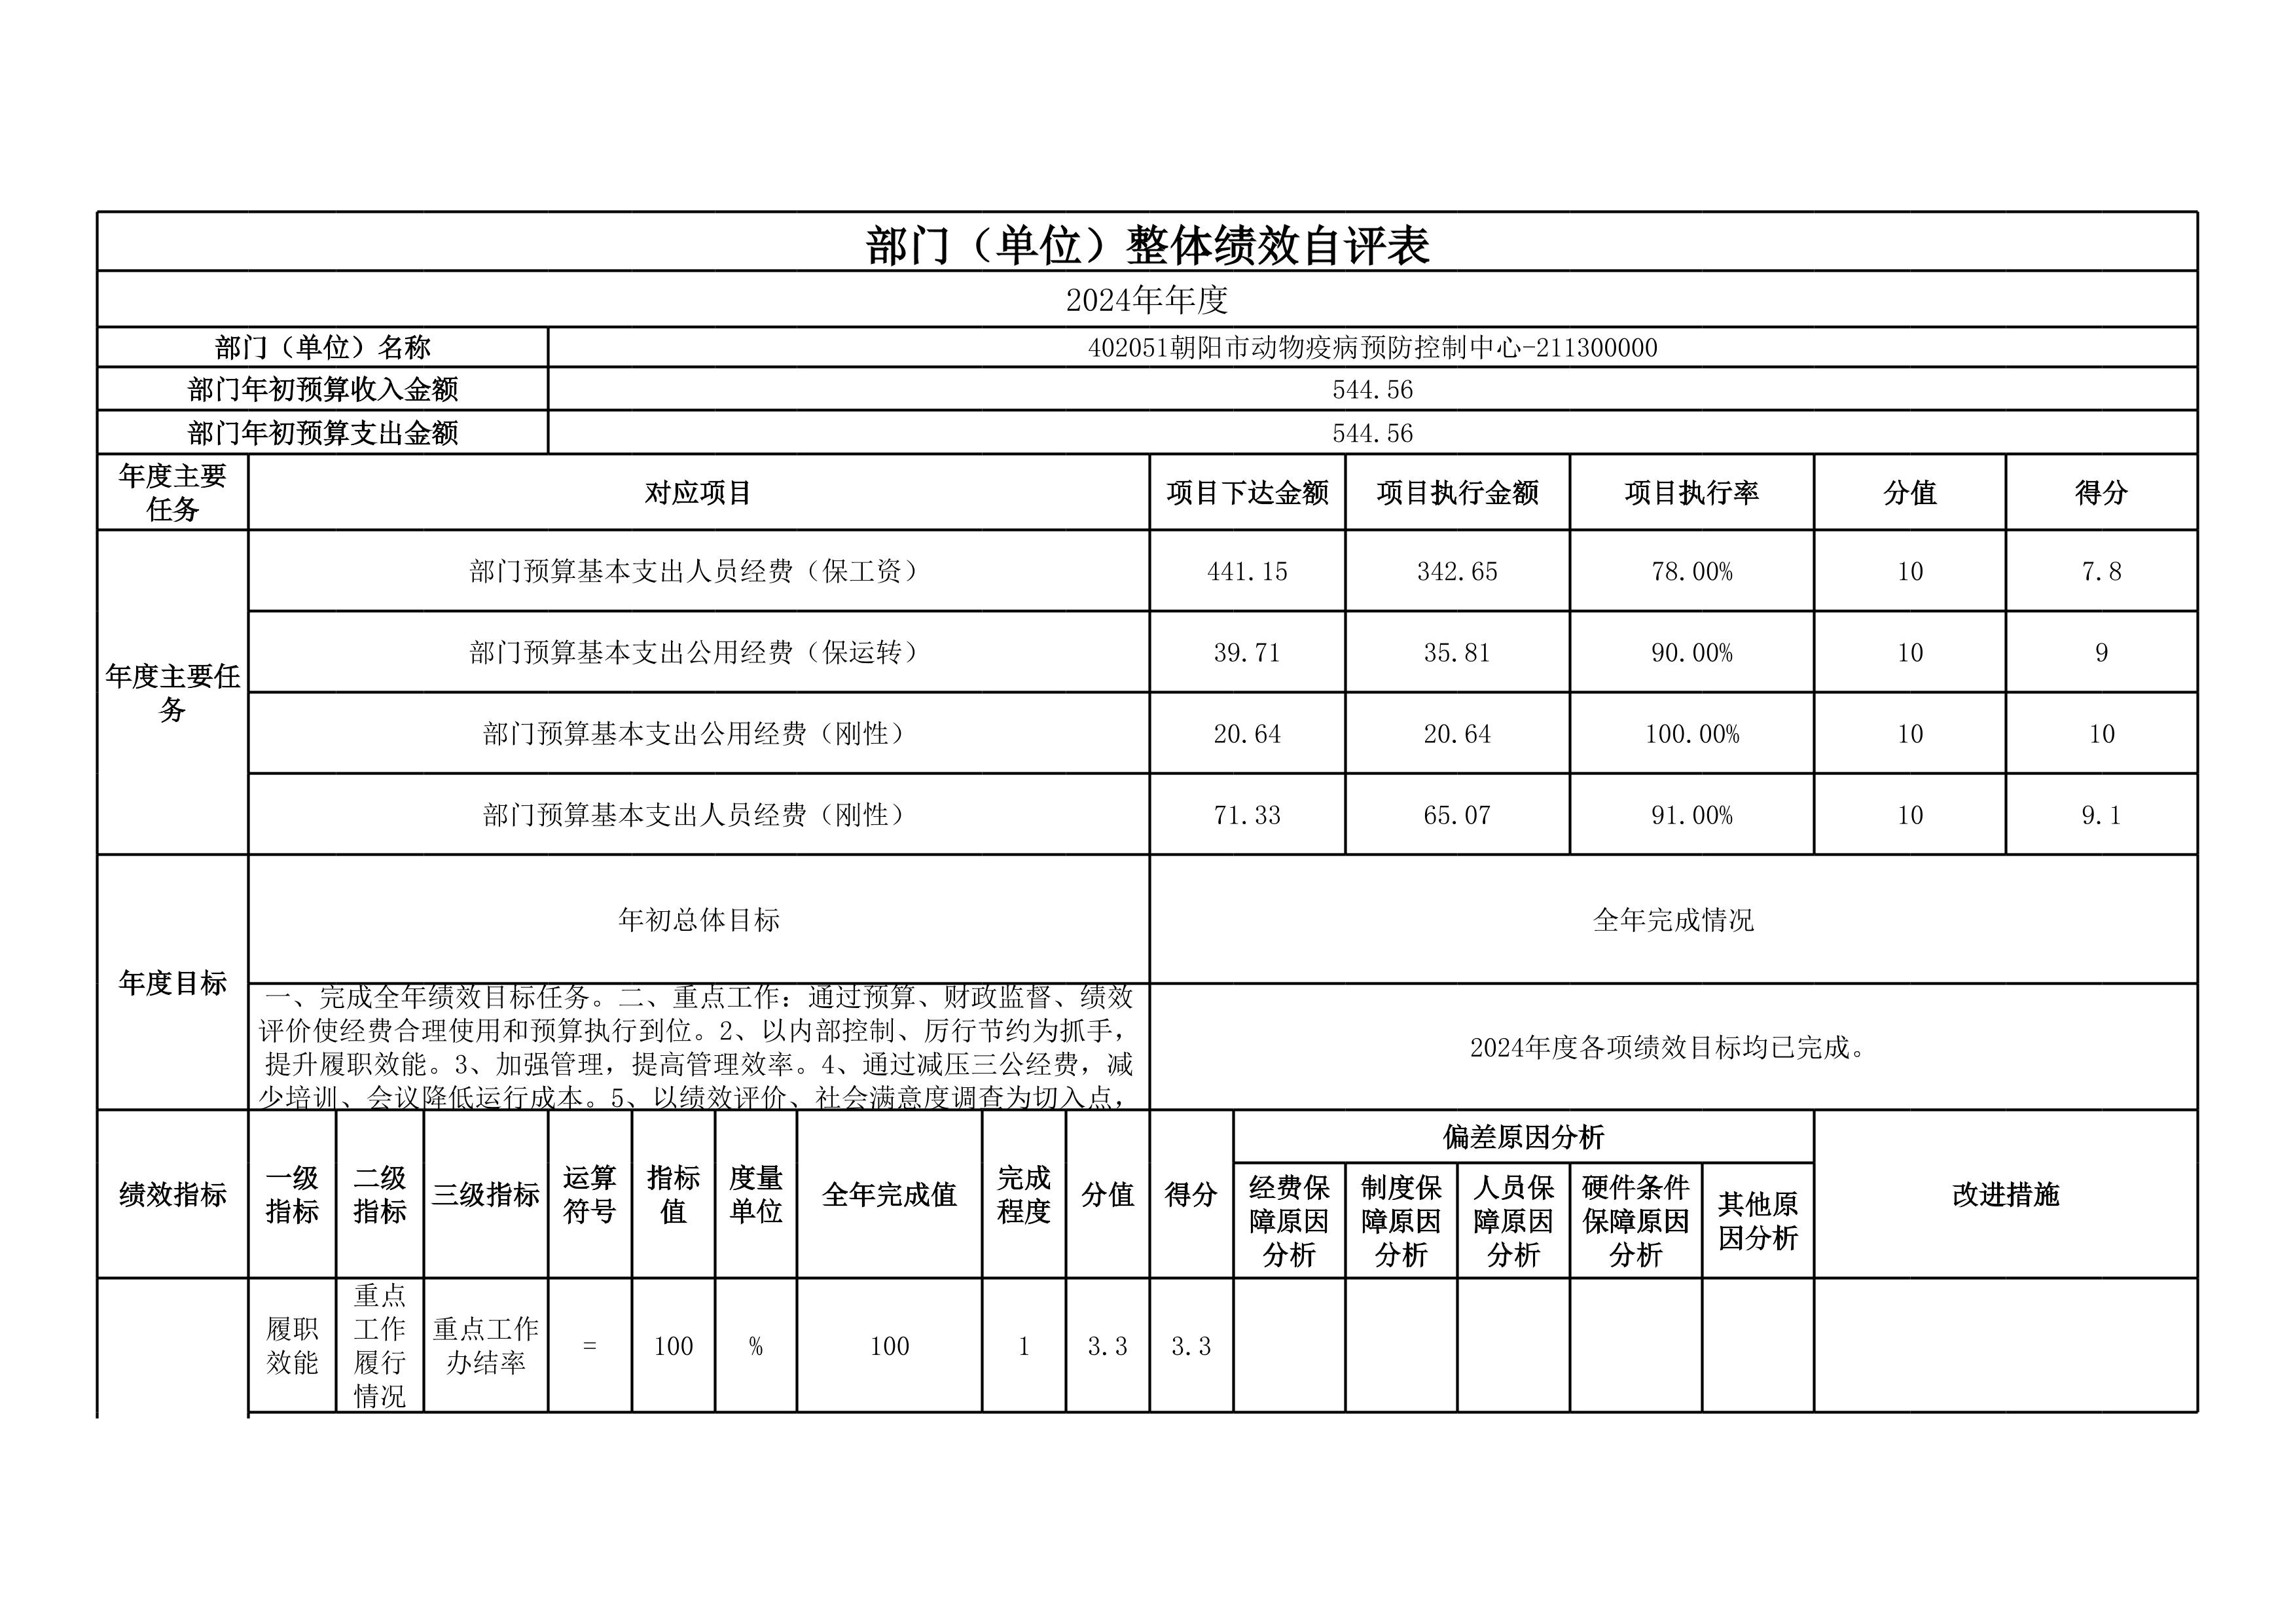 部门（单位）整体绩效自评表
2024年年度
部门（单位）名称
402051朝阳市动物疫病预防控制中心-211300000
部门年初预算收入金额
544.56
部门年初预算支出金额
544.56
年度主要
任务
对应项目
项目下达金额
项目执行金额
项目执行率
分值
得分
年度主要任
务
部门预算基本支出人员经费（保工资）
441.15
342.65
78.00%
10
7.8
部门预算基本支出公用经费（保运转）
39.71
35.81
90.00%
10
9
部门预算基本支出公用经费（刚性）
20.64
20.64
100.00%
10
10
部门预算基本支出人员经费（刚性）
71.33
65.07
91.00%
10
9.1
年度目标
年初总体目标
全年完成情况
一、完成全年绩效目标任务。二、重点工作：通过预算、财政监督、绩效
评价使经费合理使用和预算执行到位。2、以内部控制、厉行节约为抓手，
提升履职效能。3、加强管理，提高管理效率。4、通过减压三公经费，减
少培训、会议降低运行成本。5、以绩效评价、社会满意度调查为切入点，
2024年度各项绩效目标均已完成。
绩效指标
一级
指标
二级
指标
三级指标
运算
符号
指标
值
度量
单位
全年完成值
完成
程度
分值
得分
偏差原因分析
经费保
障原因
分析
制度保
障原因
分析
人员保
障原因
分析
硬件条件
保障原因
分析
其他原
因分析
改进措施
履职
效能
重点
工作
履行
情况
重点工作
办结率
=
100
%
100
1
3.3
3.3